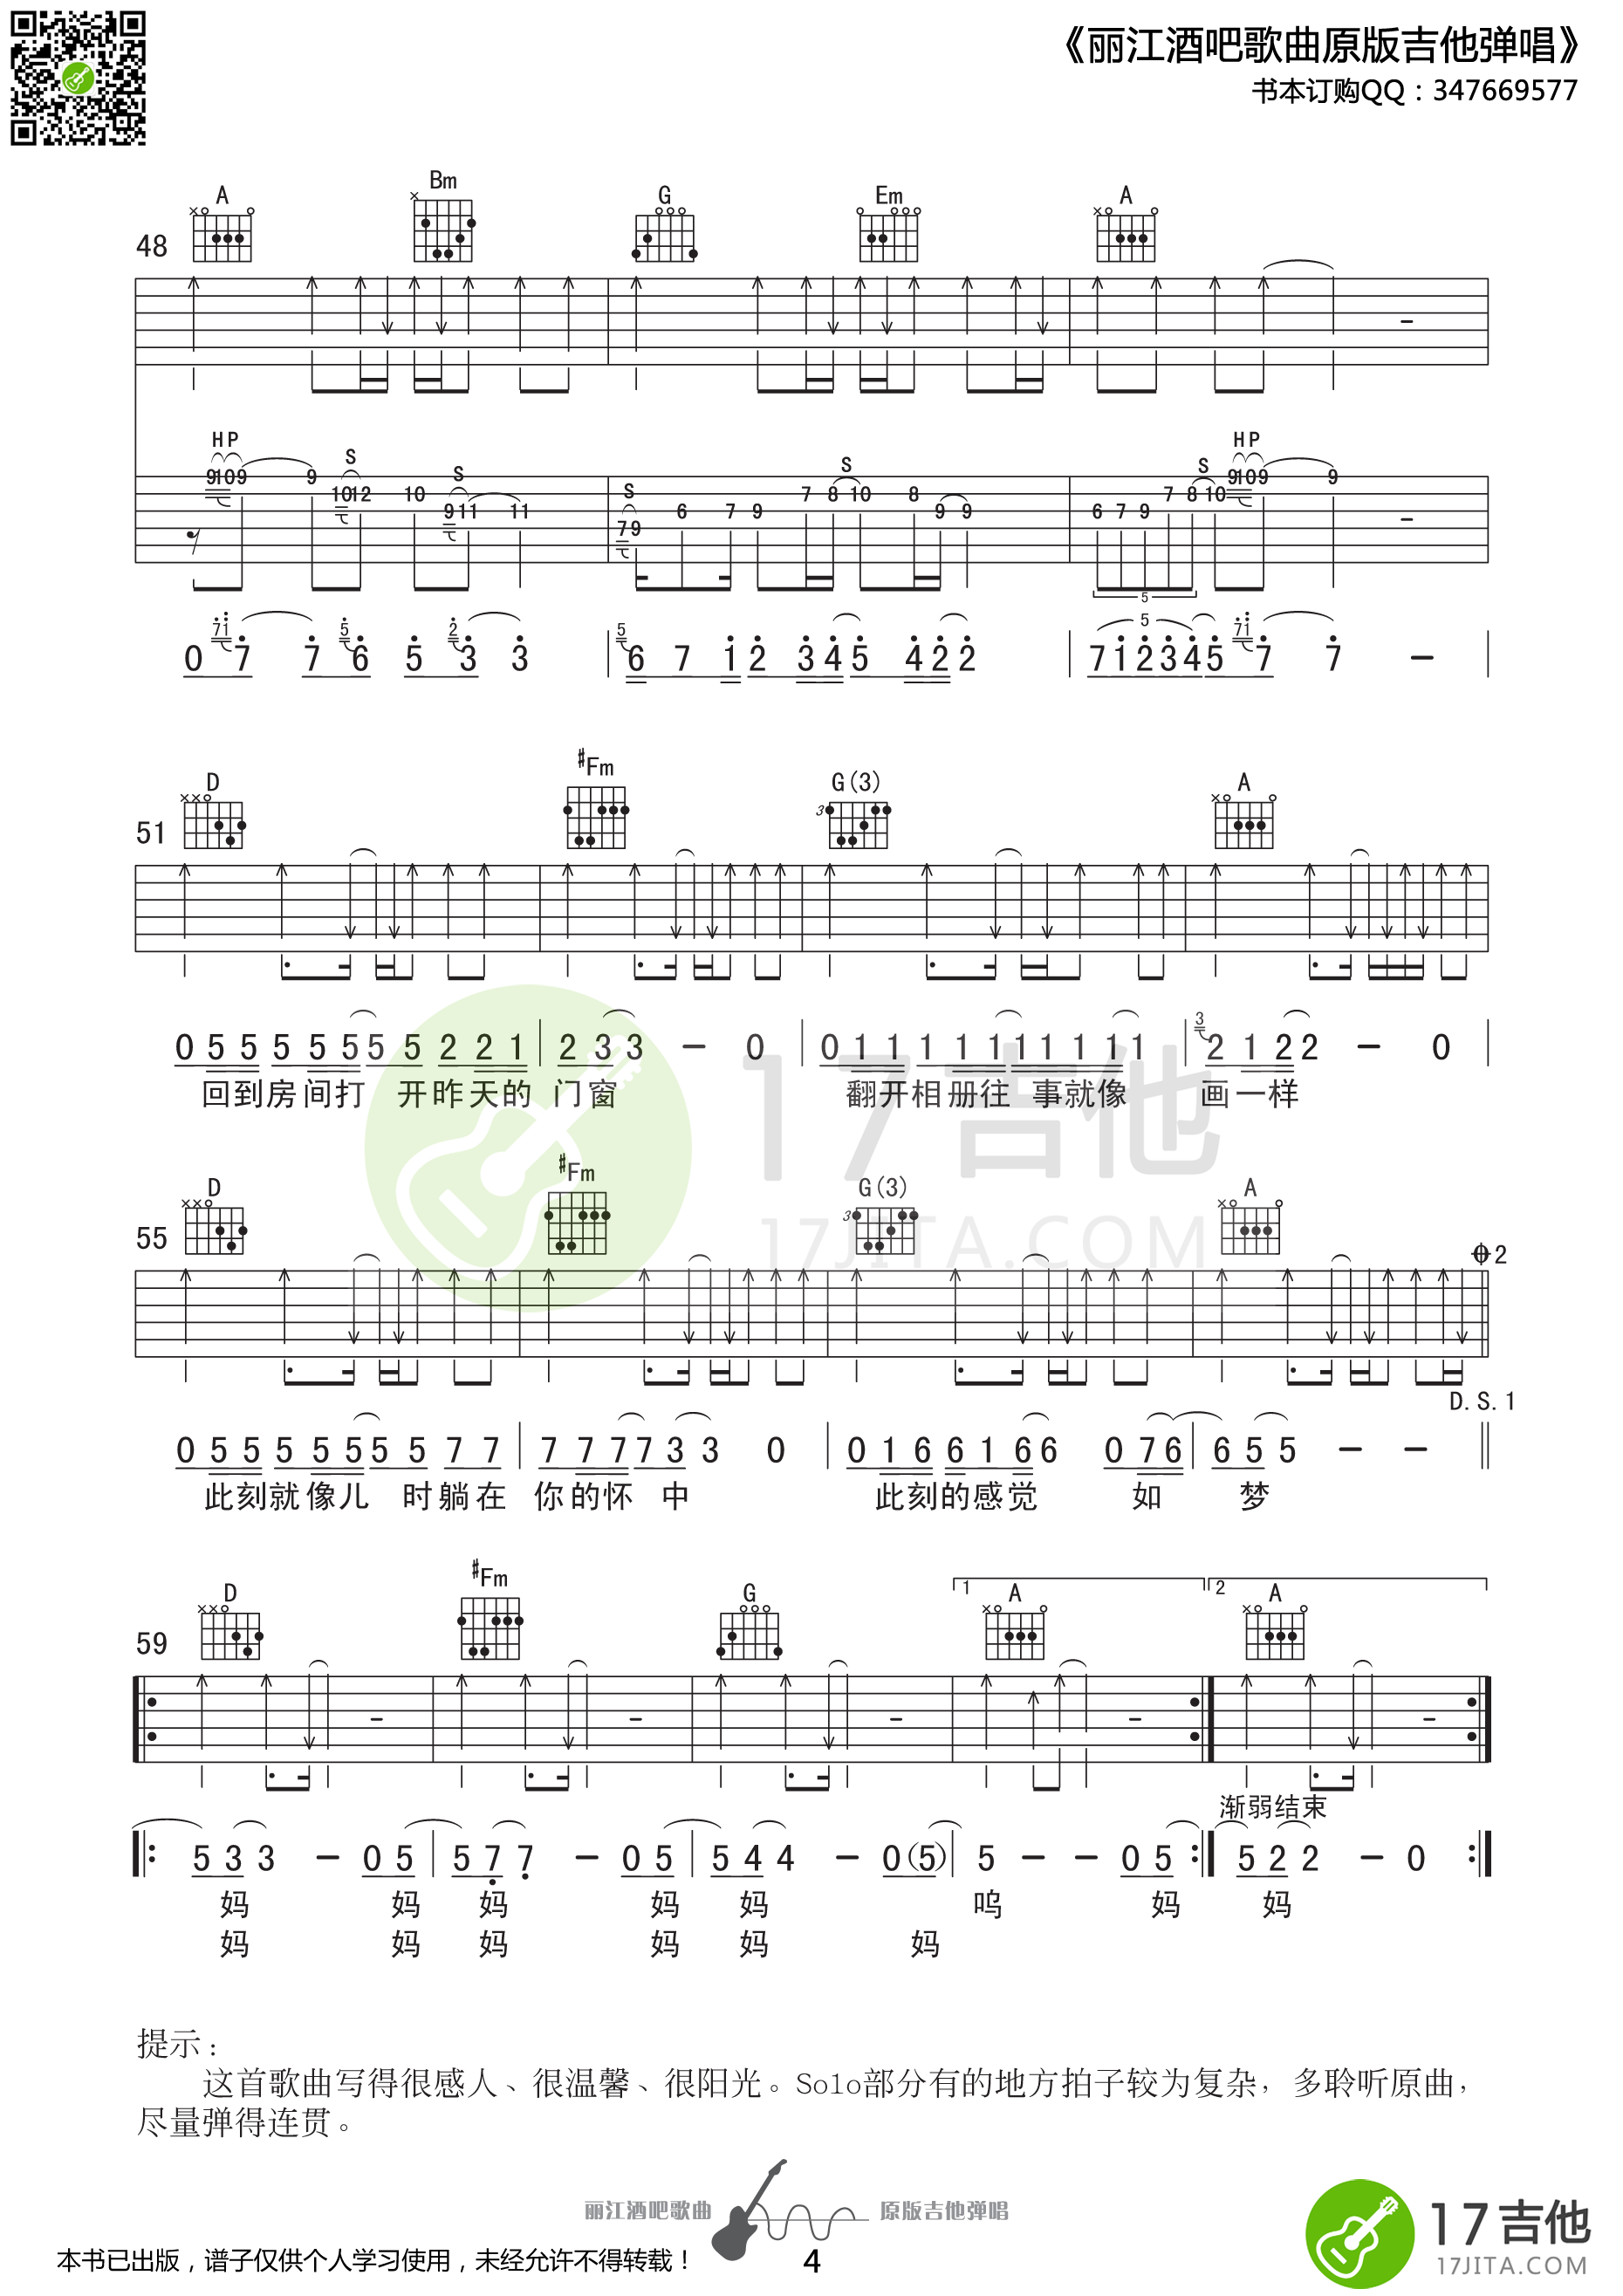 《丽江酒吧歌曲原版吉他弹唱》
书本订购QQ：347669577
A Bm G Em A
48
H P S S S S S H P
9 10 9 9 10 12 10 9 11 11 7 9 6 7 9 7 8 10 8 9 9 6 7 9 7 8 10 9 10 9 9 -
5
71 5 2 5 5 71
0 7 7 6 5 3 3 | 6 7 1 2 3 4 5 4 2 2 | 7 1 2 3 4 5 7 7 - |
D #Fm G(3) A
51
3
3
0 5 5 5 5 5 5 5 2 2 1 | 2 3 3 - 0 | 0 1 1 1 1 1 1 1 1 1 | 2 1 2 2 - 0 |
回到房间打 开昨天的 门窗 翻开相册往 事就像 画一样
D #Fm G(3) A
55
3
2
D.S.1
0 5 5 5 5 5 5 5 7 7 | 7 7 7 7 3 3 0 | 0 1 6 6 1 6 6 0 7 6 | 6 5 5 - - ||
此刻就像儿 时躺在 你的怀 中 此刻的感觉 如 梦
D #Fm G 1 A 2 A
59
渐弱结束
5 3 3 - 0 5 | 5 7 7 - 0 5 | 5 4 4 - 0 (5) | 5 - - 0 5 :| 5 2 2 - 0 :|
妈 妈 妈 妈 妈 呜 妈 妈
妈 妈 妈 妈 妈 妈
提示：
这首歌曲写得很感人、很温馨、很阳光。Solo部分有的地方拍子较为复杂，多聆听原曲，
尽量弹得连贯。
丽江酒吧歌曲 原版吉他弹唱
本书已出版，谱子仅供个人学习使用，未经允许不得转载！
4
17吉他
17JITA.COM
17吉他
17JITA.COM